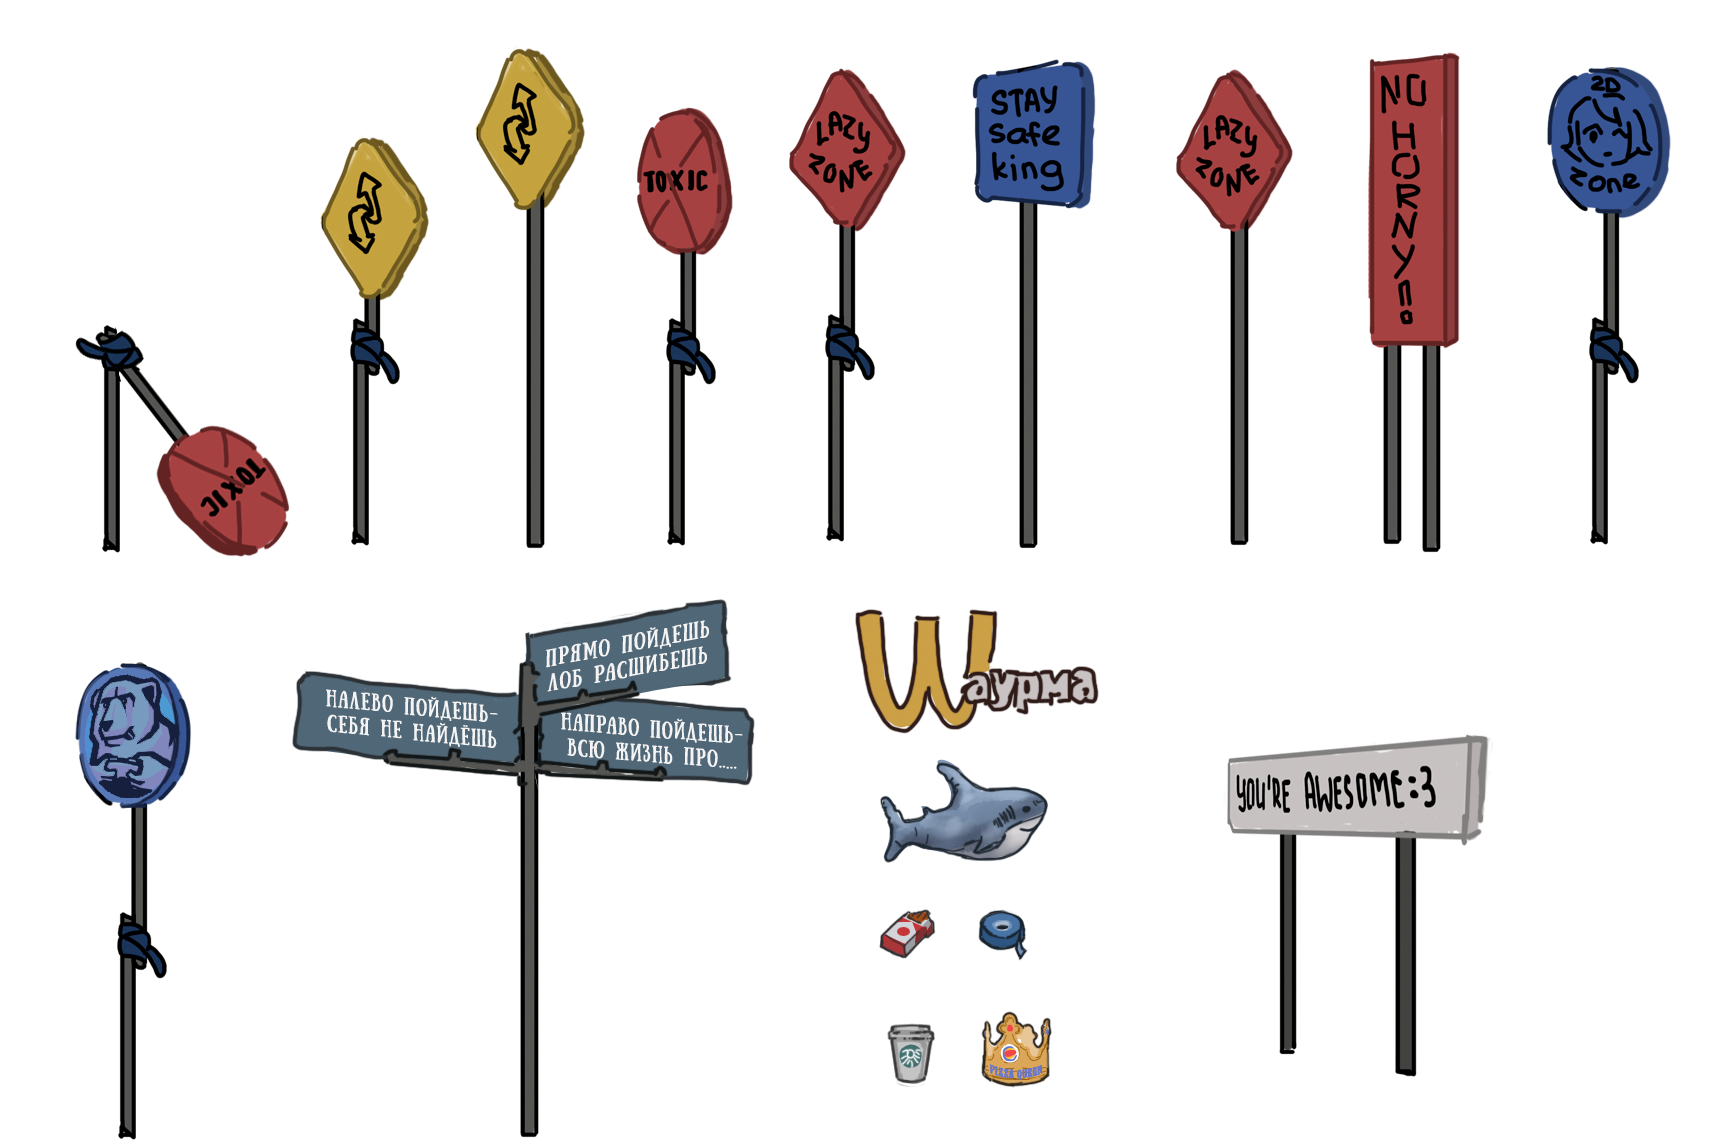 TOXIC
TOXIC
LAZY
ZONE
STAY
safe
king
LAZY
ZONE
NO
HORNY!!
2D
zone
ПРЯМО ПОЙДЕШЬ
ЛОБ РАСШИБЕШЬ
НАЛЕВО ПОЙДЕШЬ-
СЕБЯ НЕ НАЙДЁШЬ
НАПРАВО ПОЙДЕШЬ-
ВСЮ ЖИЗНЬ ПРО.....
Шаурма
YOU'RE AWESOME:3